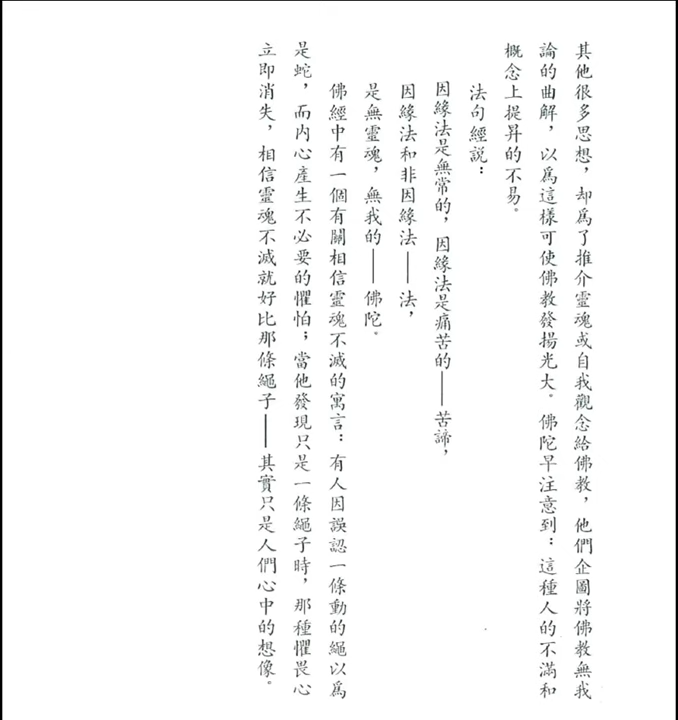 其他很多思想，却爲了推介靈魂或自我觀念給佛教，他們企圖將佛教無我
論的曲解，以爲這樣可使佛教發揚光大。佛陀早注意到：這種人的不滿和
概念上提昇的不易。
法句經説：
因緣法是無常的，因緣法是痛苦的——苦諦，
因緣法和非因緣法——法，
是無靈魂，無我的——佛陀。
佛經中有一個有關相信靈魂不滅的寓言：有人因誤認一條動的繩以爲
是蛇，而内心產生不必要的懼怕；當他發現只是一條繩子時，那種懼畏心
立即消失，相信靈魂不滅就好比那條繩子——其實只是人們心中的想像。